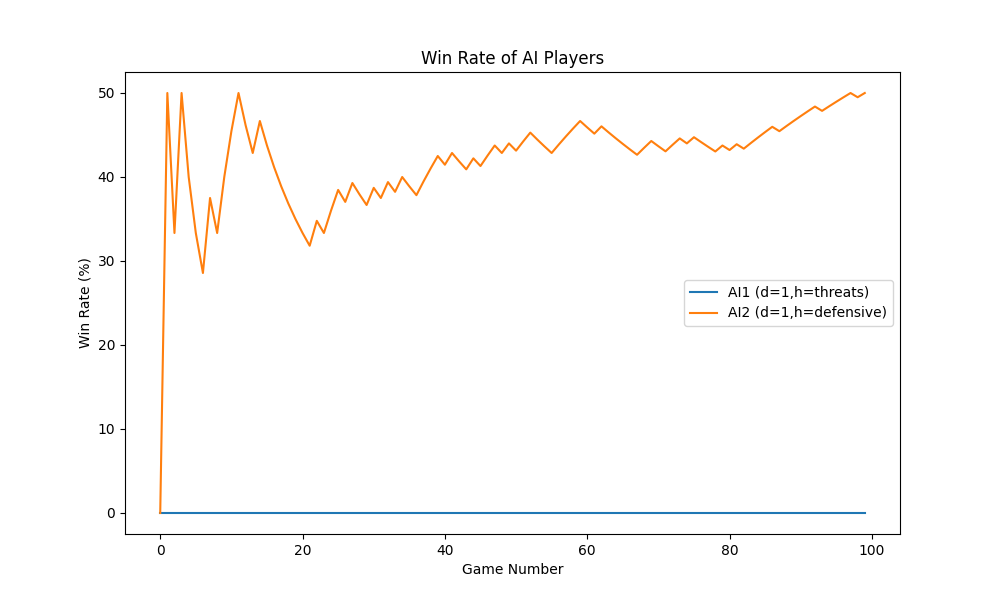 Win Rate of AI Players
Win Rate (%)
50
40
30
20
10
0
AI1 (d=1,h=threats)
AI2 (d=1,h=defensive)
0 20 40 60 80 100
Game Number